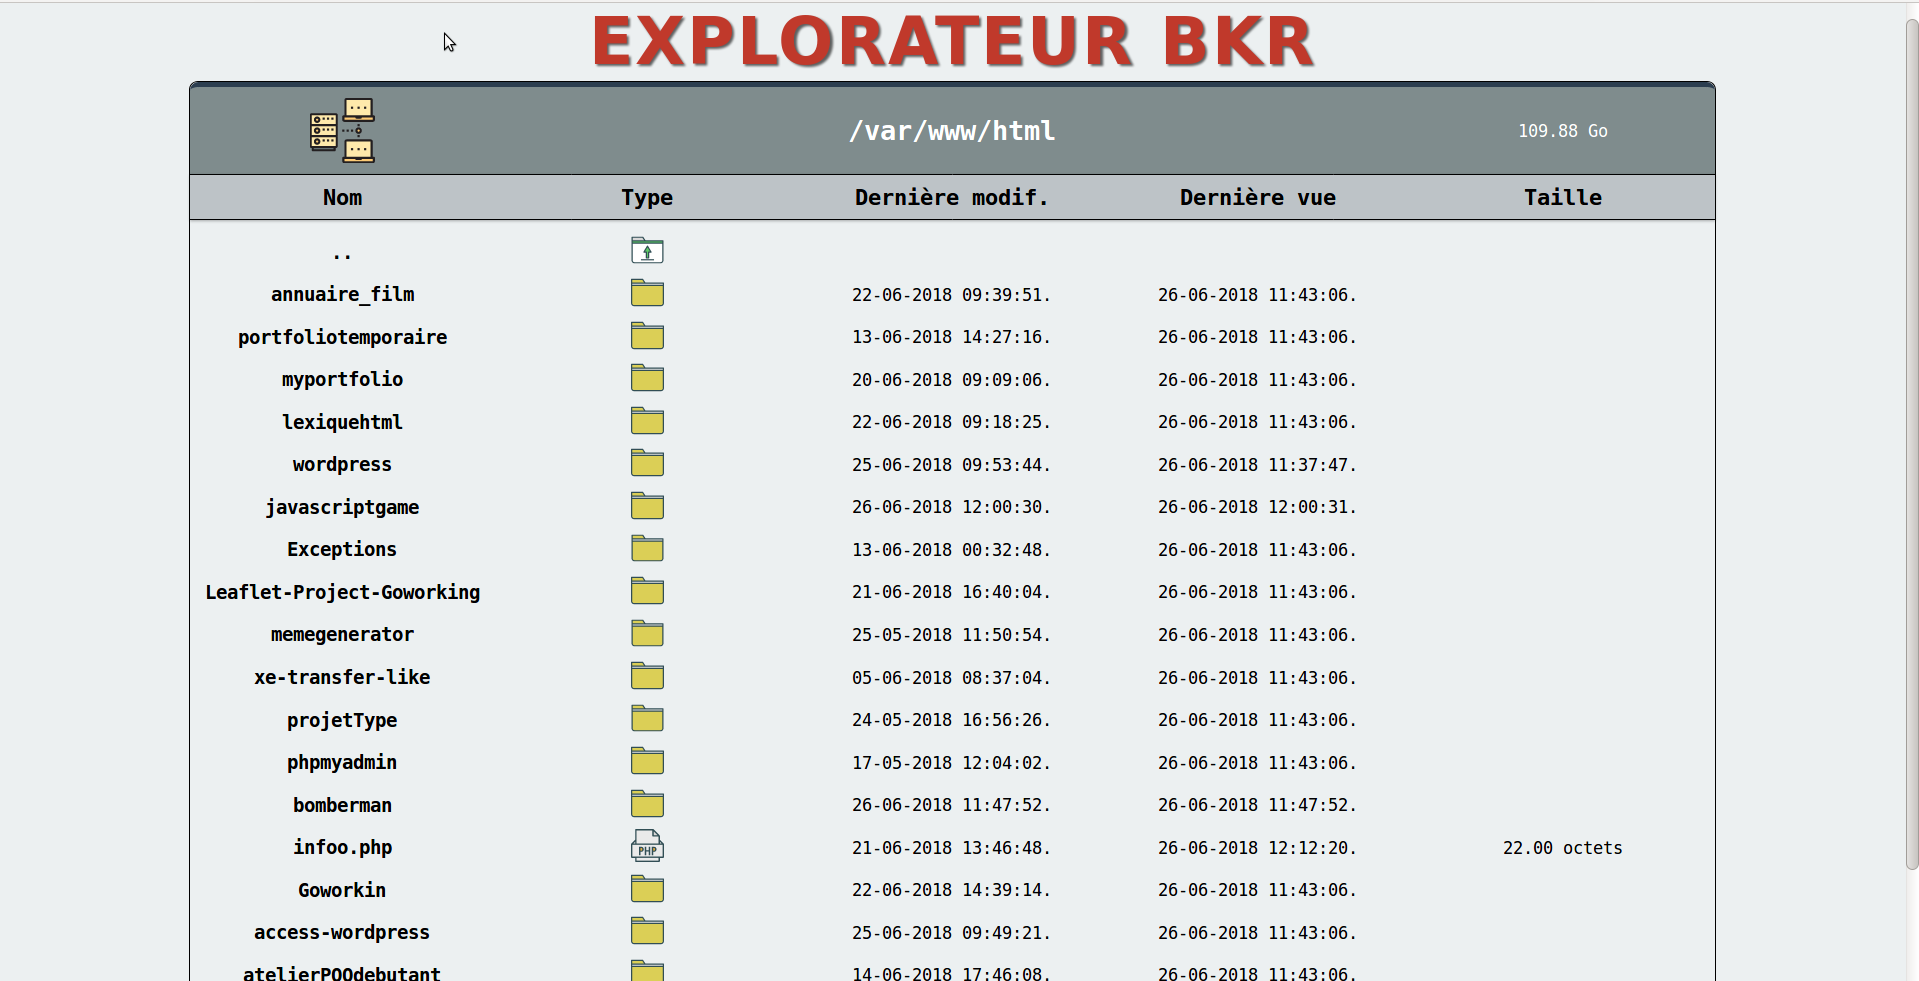 EXPLORATEUR BKR
/var/www/html 109.88 Go
Nom Type Dernière modif. Dernière vue Taille
..
annuaire_film 22-06-2018 09:39:51. 26-06-2018 11:43:06.
portfoliotemporaire 13-06-2018 14:27:16. 26-06-2018 11:43:06.
myportfolio 20-06-2018 09:09:06. 26-06-2018 11:43:06.
lexiquehtml 22-06-2018 09:18:25. 26-06-2018 11:43:06.
wordpress 25-06-2018 09:53:44. 26-06-2018 11:37:47.
javascriptgame 26-06-2018 12:00:30. 26-06-2018 12:00:31.
Exceptions 13-06-2018 00:32:48. 26-06-2018 11:43:06.
Leaflet-Project-Goworking 21-06-2018 16:40:04. 26-06-2018 11:43:06.
memegenerator 25-05-2018 11:50:54. 26-06-2018 11:43:06.
xe-transfer-like 05-06-2018 08:37:04. 26-06-2018 11:43:06.
projetType 24-05-2018 16:56:26. 26-06-2018 11:43:06.
phpmyadmin 17-05-2018 12:04:02. 26-06-2018 11:43:06.
bomberman 26-06-2018 11:47:52. 26-06-2018 11:47:52.
infoo.php PHP 21-06-2018 13:46:48. 26-06-2018 12:12:20. 22.00 octets
Goworkin 22-06-2018 14:39:14. 26-06-2018 11:43:06.
access-wordpress 25-06-2018 09:49:21. 26-06-2018 11:43:06.
atelierPOOdebutant 14-06-2018 17:46:08. 26-06-2018 11:43:06.